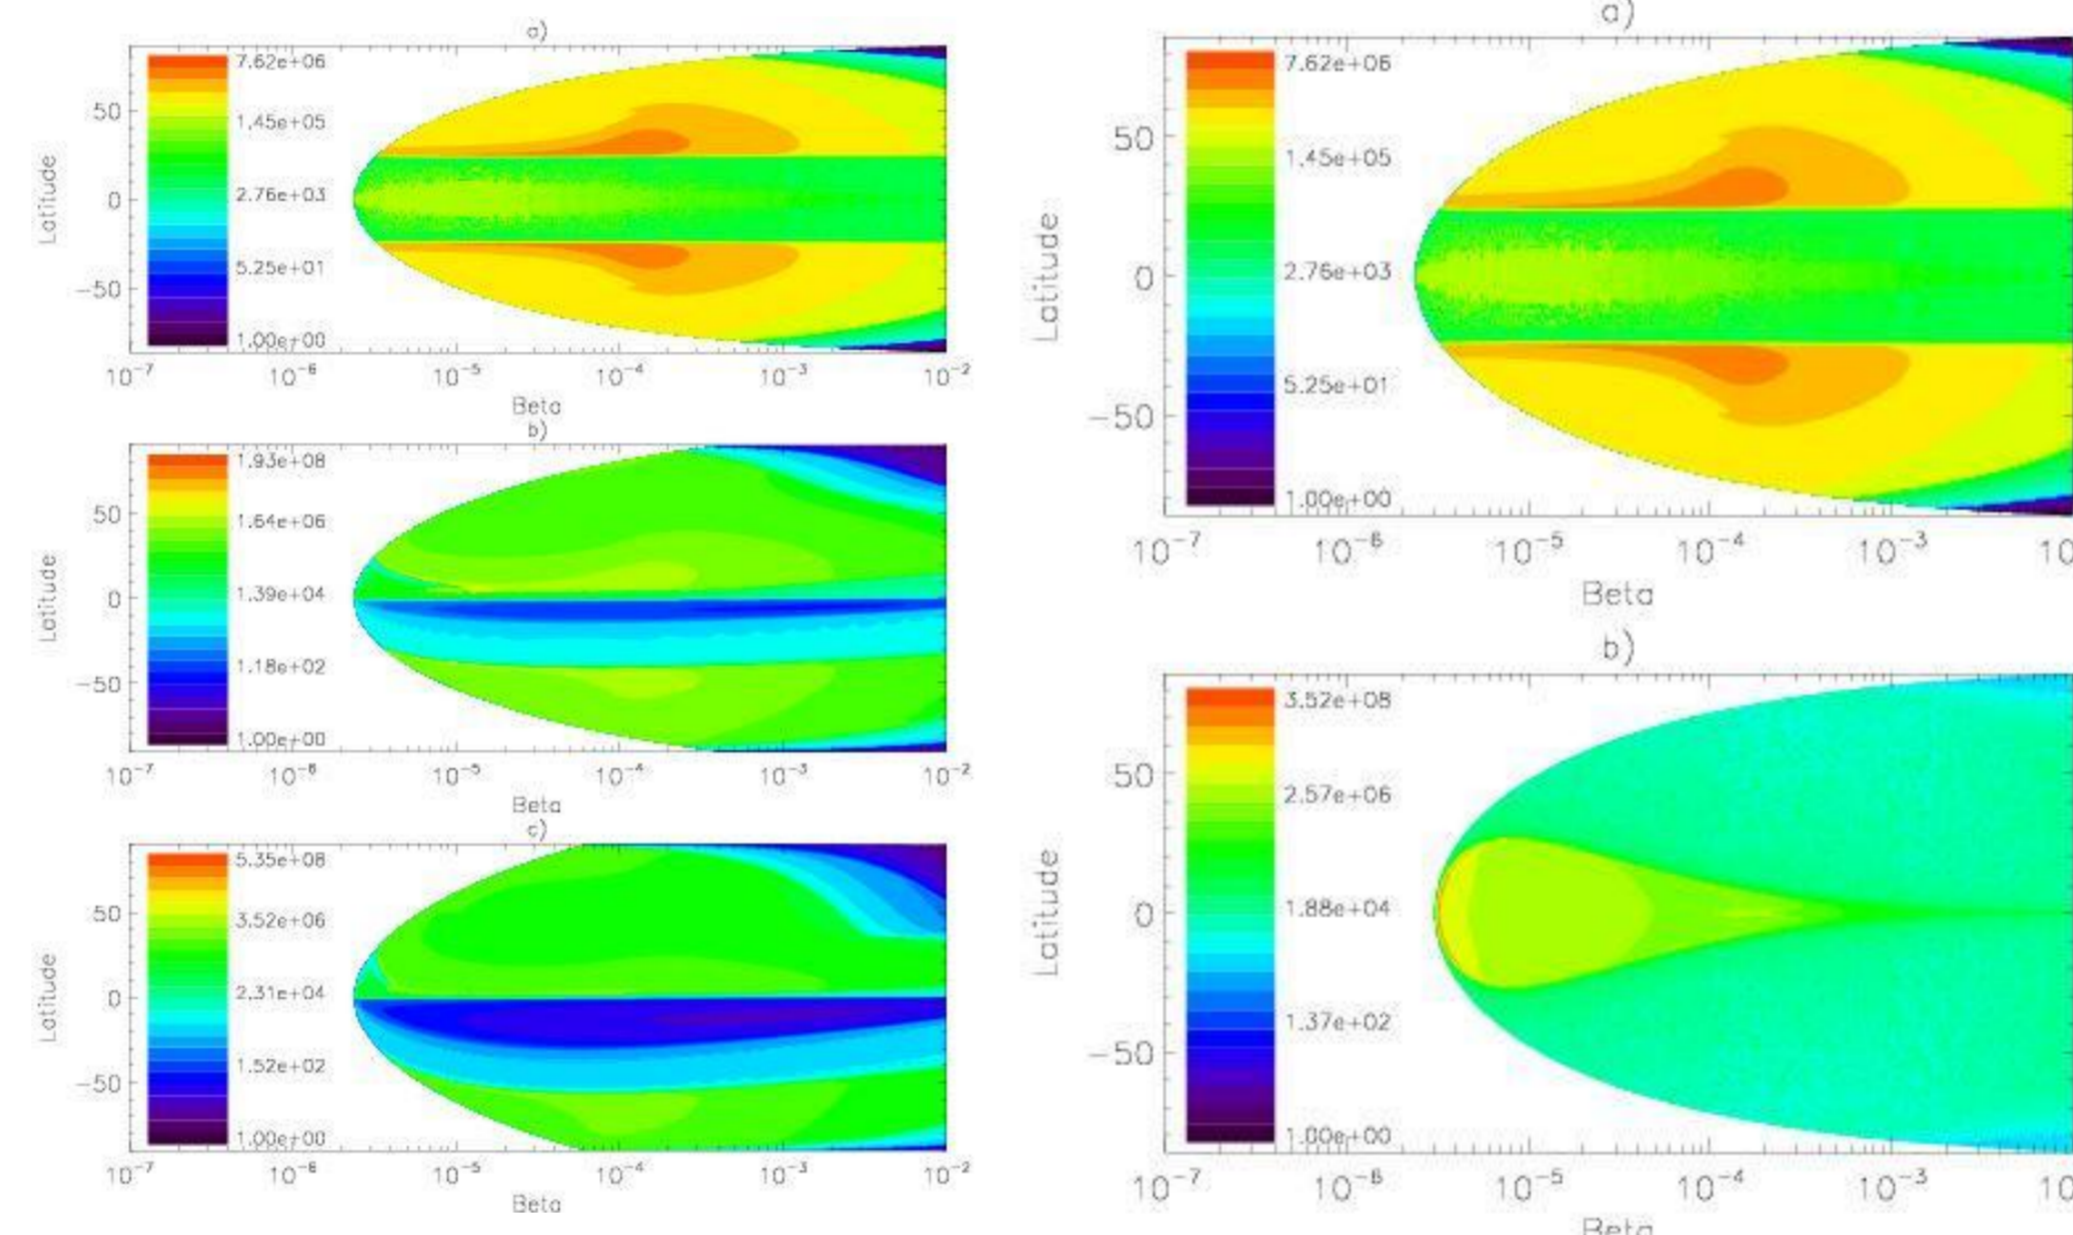 a)
7.62e+06
50
1.45e+05
Latitude
0
2.76e+03
5.25e+01
−50
1.00e+00
10-7 10-6 10-5 10-4 10-3 10-2
Beta
b)
1.93e+08
50
1.64e+06
Latitude
0
1.39e+04
1.18e+02
−50
1.00e+00
10-7 10-6 10-5 10-4 10-3 10-2
Beta
c)
5.35e+08
50
3.52e+06
Latitude
0
2.31e+04
1.52e+02
−50
1.00e+00
10-7 10-6 10-5 10-4 10-3 10-2
Beta
a)
7.62e+06
50
1.45e+05
Latitude
0
2.76e+03
5.25e+01
−50
1.00e+00
10-7 10-6 10-5 10-4 10-3 10
Beta
b)
3.52e+08
50
2.57e+06
Latitude
0
1.88e+04
1.37e+02
−50
1.00e+00
10-7 10-6 10-5 10-4 10-3 10
Beta